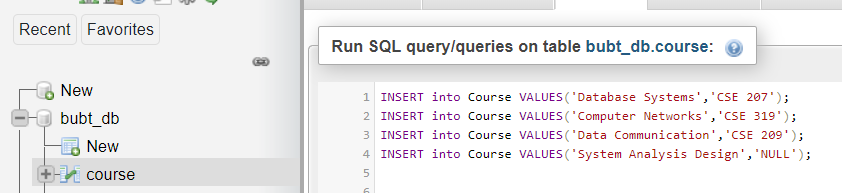 Recent Favorites
New
bubt_db
New
course
Run SQL query/queries on table bubt_db.course:
1 INSERT into Course VALUES('Database Systems','CSE 207');
2 INSERT into Course VALUES('Computer Networks','CSE 319');
3 INSERT into Course VALUES('Data Communication','CSE 209');
4 INSERT into Course VALUES('System Analysis Design','NULL');
5
6